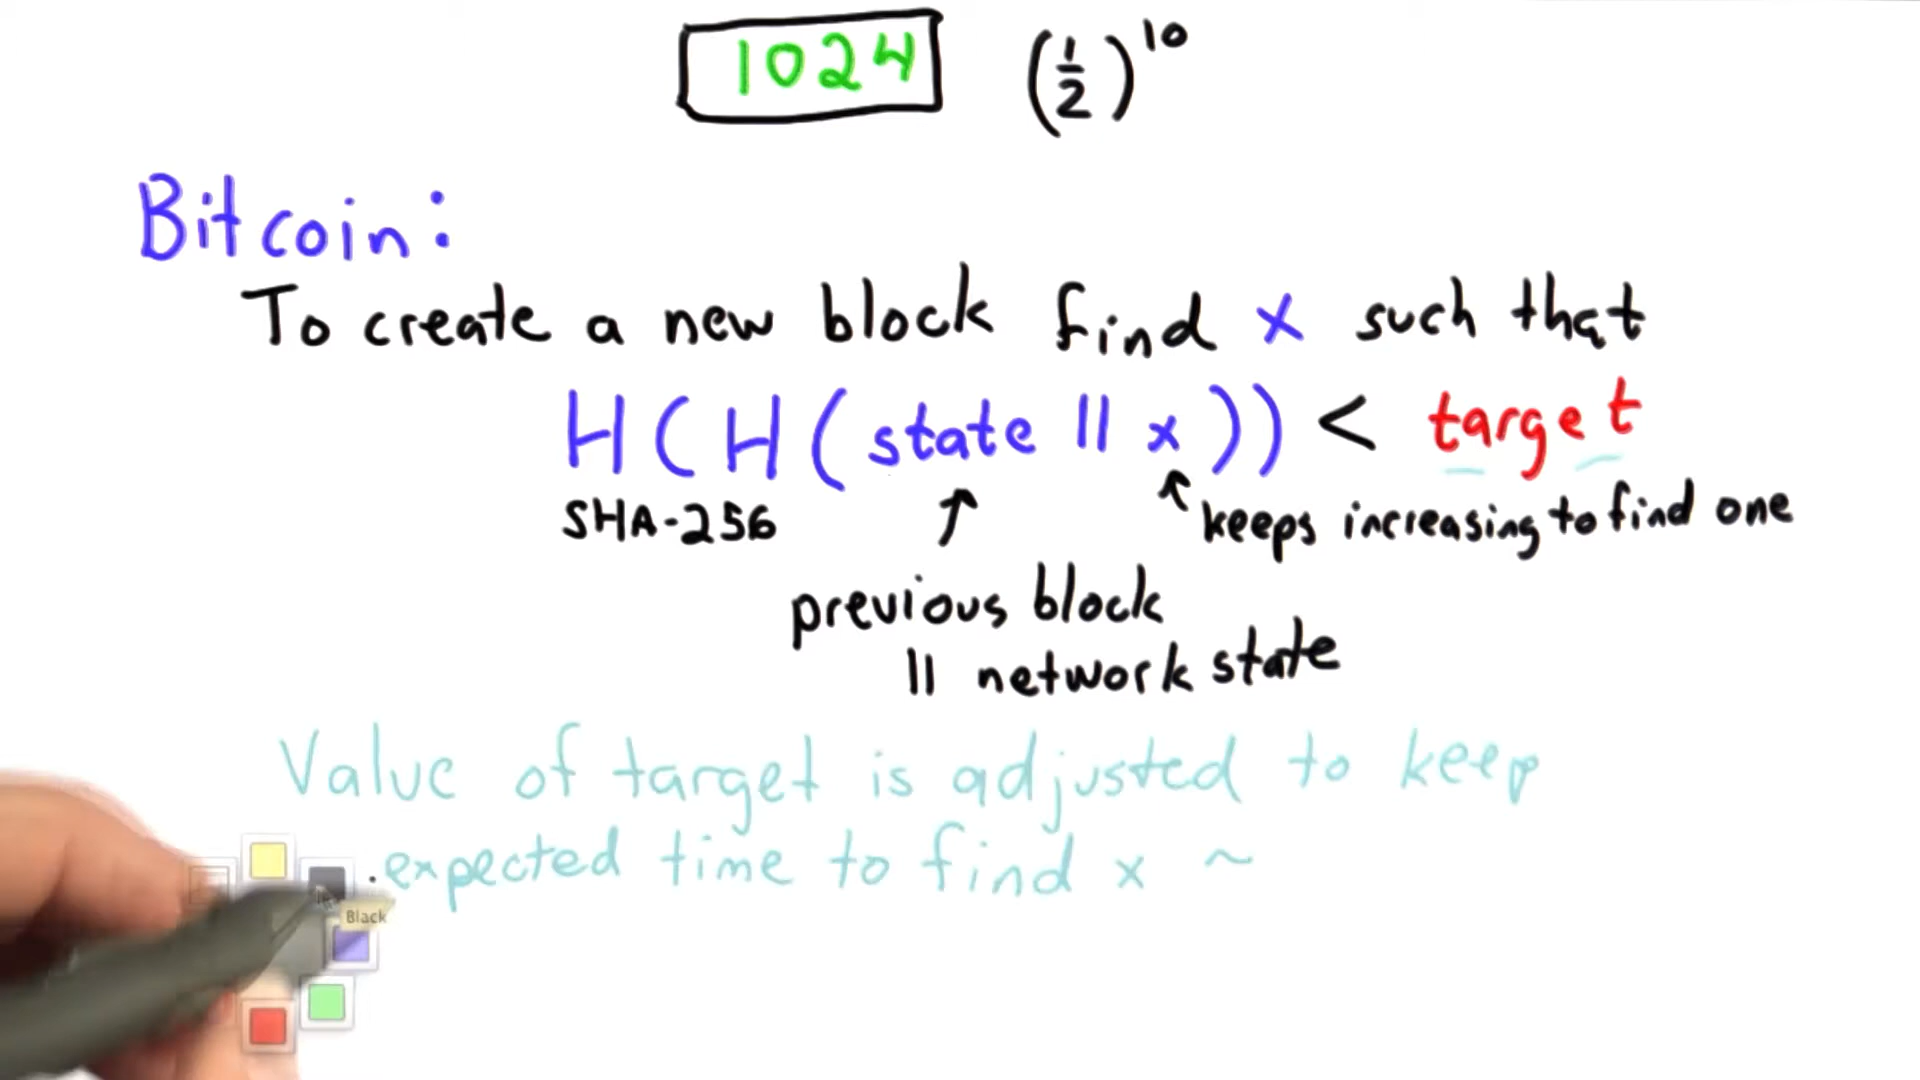 1024 (1/2)^10
Bitcoin:
To create a new block find x such that
H(H(state || x)) < target
SHA-256
keeps increasing to find one
previous block
|| network state
Value of target is adjusted to keep
expected time to find x ~
Black